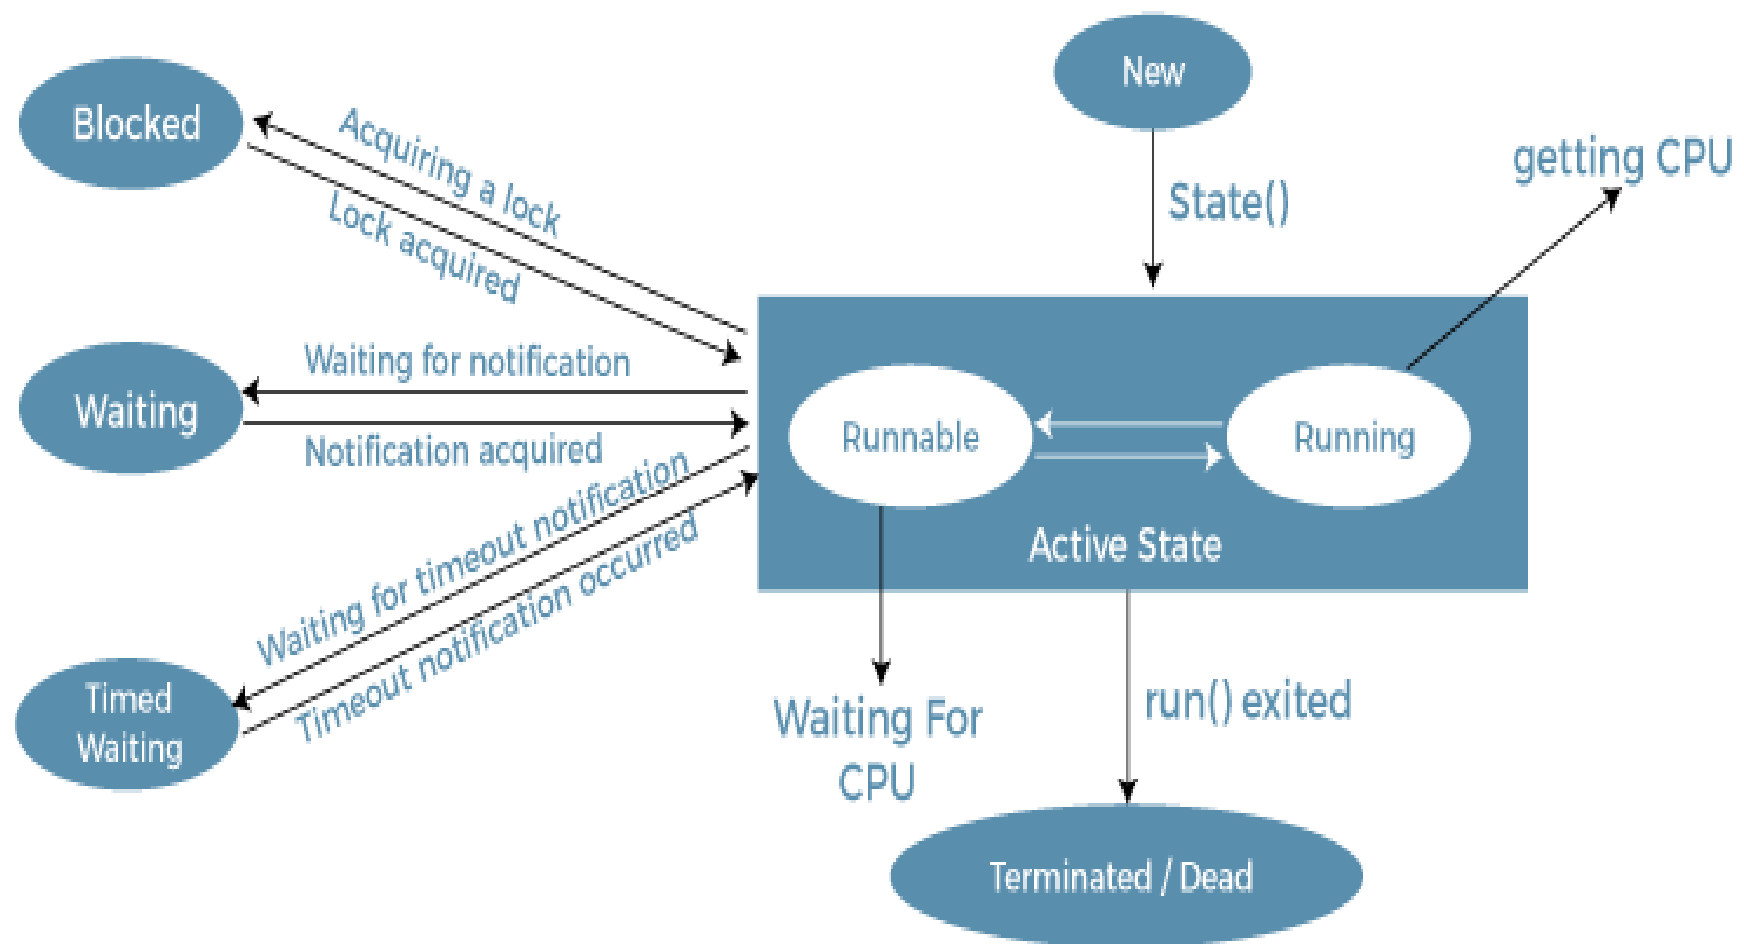 New
Blocked
Acquiring a lock
Lock acquired
State()
getting CPU
Waiting
Waiting for notification
Notification acquired
Runnable
Running
Active State
Waiting for timeout notification
Timeout notification occurred
Timed
Waiting
Waiting For
CPU
run() exited
Terminated / Dead